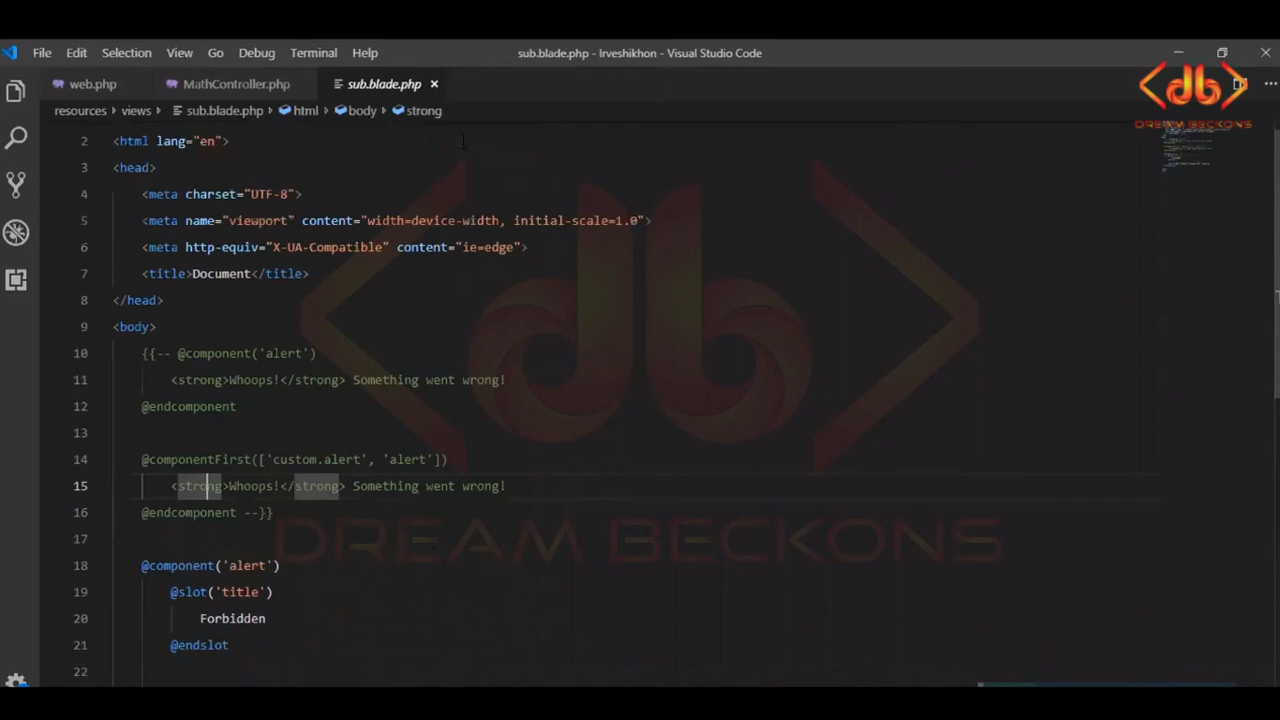 File Edit Selection View Go Debug Terminal Help sub.blade.php - lrveshikhon - Visual Studio Code
web.php MathController.php sub.blade.php
db
DREAM BECKONS
resources > views > sub.blade.php > html > body > strong
2 <html lang="en">
3 <head>
4 <meta charset="UTF-8">
5 <meta name="viewport" content="width=device-width, initial-scale=1.0">
6 <meta http-equiv="X-UA-Compatible" content="ie=edge">
7 <title>Document</title>
8 </head>
9 <body>
10 {{-- @component('alert')
11 <strong>Whoops!</strong> Something went wrong!
12 @endcomponent
13
14 @componentFirst(['custom.alert', 'alert'])
15 <strong>Whoops!</strong> Something went wrong!
16 @endcomponent --}}
17
DREAM BECKONS
18 @component('alert')
19 @slot('title')
20 Forbidden
21 @endslot
22